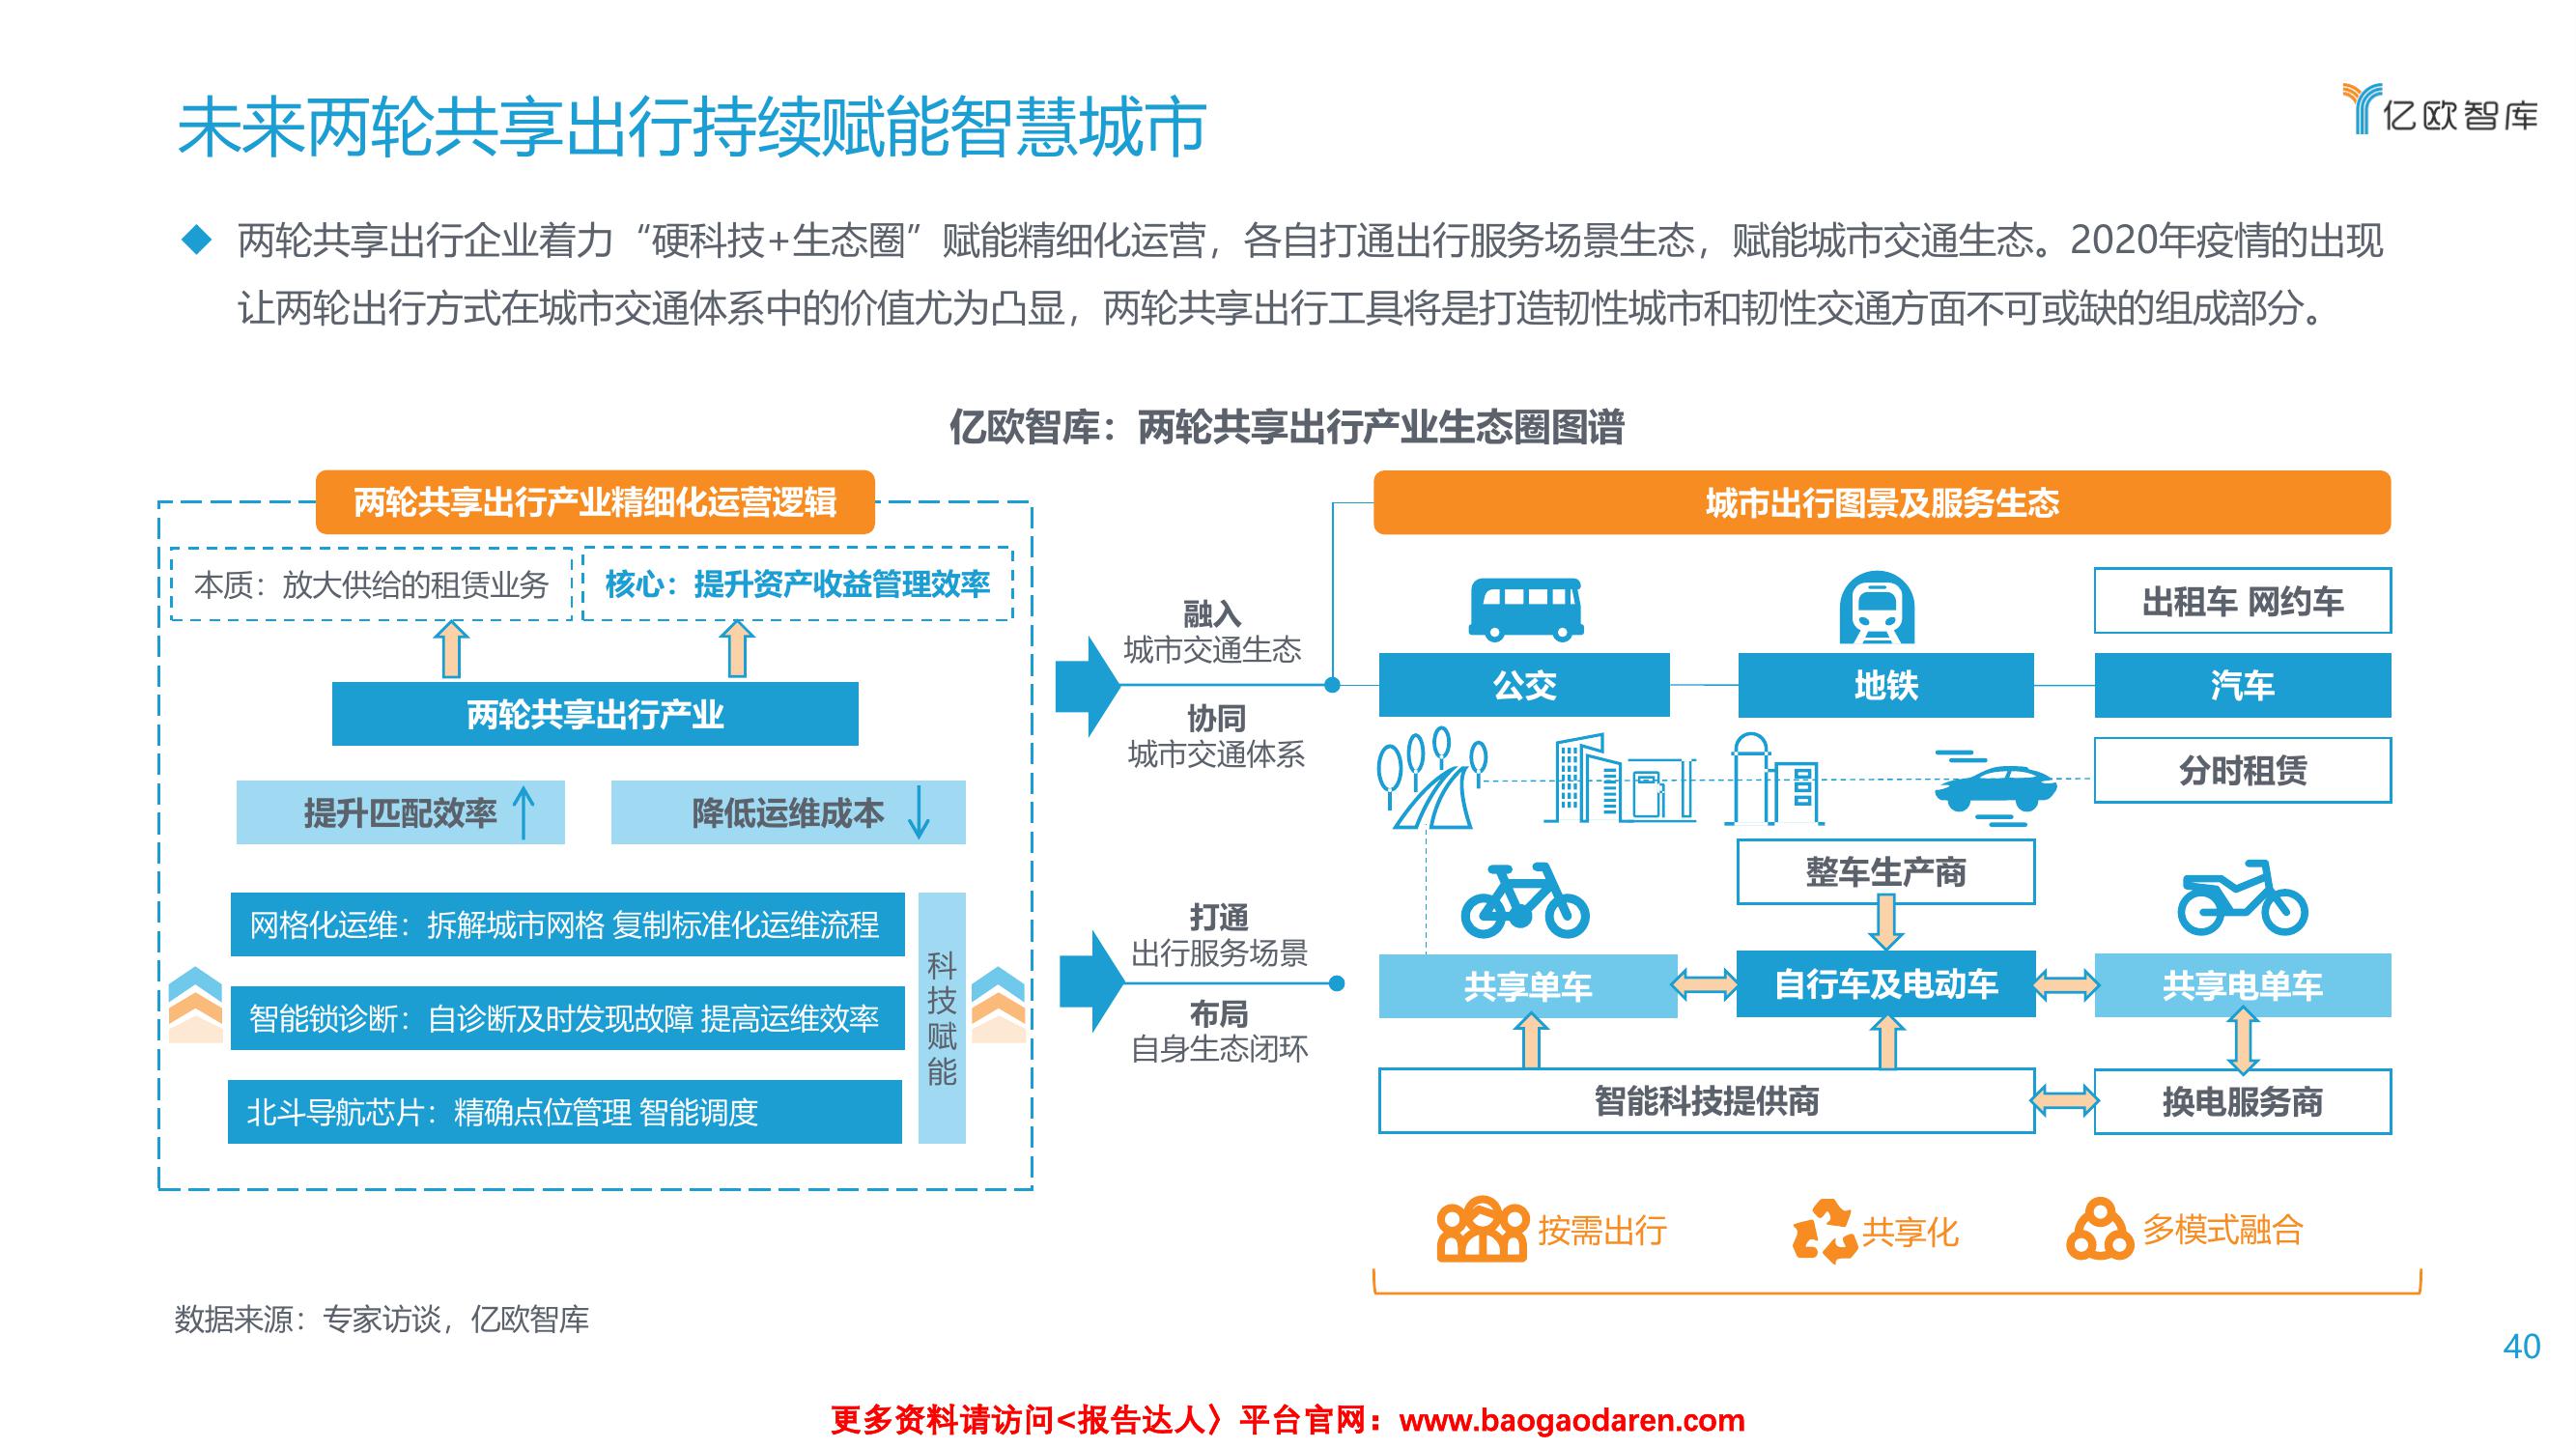 未来两轮共享出行持续赋能智慧城市
亿欧智库
两轮共享出行企业着力“硬科技+生态圈”赋能精细化运营，各自打通出行服务场景生态，赋能城市交通生态。2020年疫情的出现
让两轮出行方式在城市交通体系中的价值尤为凸显，两轮共享出行工具将是打造韧性城市和韧性交通方面不可或缺的组成部分。
亿欧智库：两轮共享出行产业生态圈图谱
两轮共享出行产业精细化运营逻辑
本质：放大供给的租赁业务
核心：提升资产收益管理效率
两轮共享出行产业
提升匹配效率
降低运维成本
网格化运维：拆解城市网格 复制标准化运维流程
智能锁诊断：自诊断及时发现故障 提高运维效率
北斗导航芯片：精确点位管理 智能调度
科
技
赋
能
融入
城市交通生态
协同
城市交通体系
打通
出行服务场景
布局
自身生态闭环
城市出行图景及服务生态
出租车 网约车
公交
地铁
汽车
分时租赁
整车生产商
共享单车
自行车及电动车
共享电单车
智能科技提供商
换电服务商
按需出行
共享化
多模式融合
数据来源：专家访谈，亿欧智库
40
更多资料请访问<报告达人〉平台官网：www.baogaodaren.com